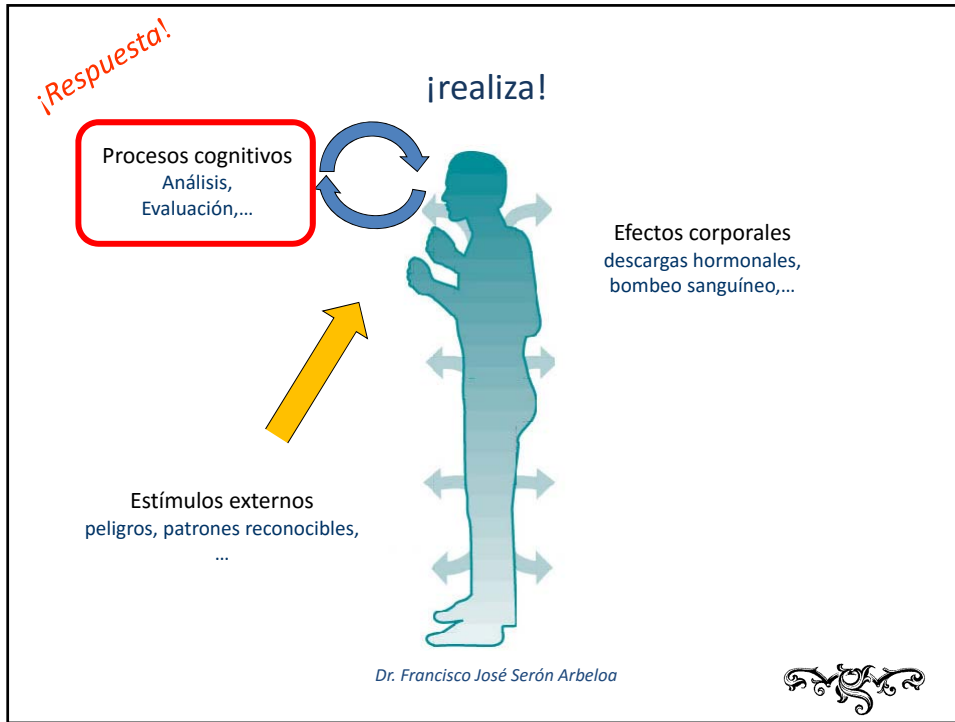 ¡Respuesta!
¡realiza!
Procesos cognitivos
Análisis,
Evaluación,...
Efectos corporales
descargas hormonales,
bombeo sanguíneo,...
Estímulos externos
peligros, patrones reconocibles,
...
Dr. Francisco José Serón Arbeloa